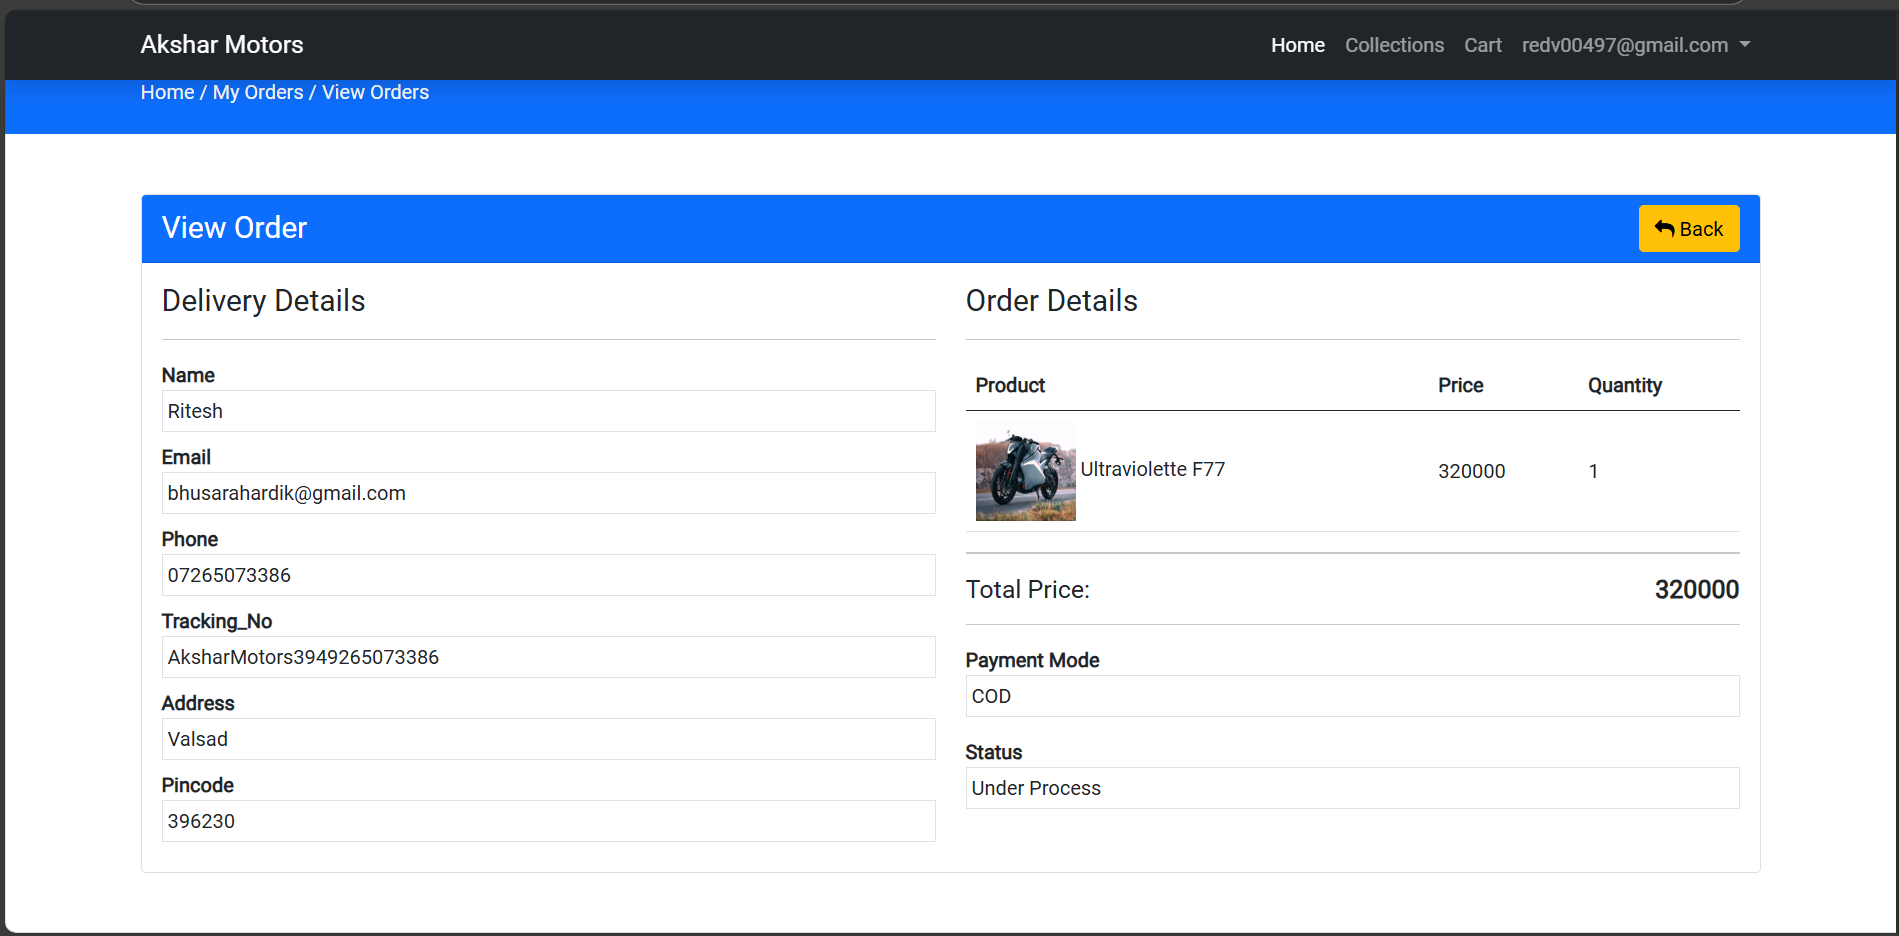 Akshar Motors
Home Collections Cart redv00497@gmail.com
Home / My Orders / View Orders
View Order
Back
Delivery Details
Name
Ritesh
Email
bhusarahardik@gmail.com
Phone
07265073386
Tracking_No
AksharMotors3949265073386
Address
Valsad
Pincode
396230
Order Details
Product Price Quantity
Ultraviolette F77 320000 1
Total Price: 320000
Payment Mode
COD
Status
Under Process